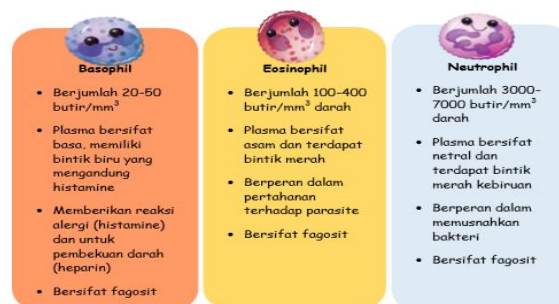 Basophil
• Berjumlah 20-50
butir/mm³
• Plasma bersifat
basa, memiliki
bintik biru yang
mengandung
histamine
• Memberikan reaksi
alergi (histamine)
dan untuk
pembekuan darah
(heparin)
• Bersifat fagosit
Eosinophil
• Berjumlah 100-400
butir/mm³ darah
• Plasma bersifat
asam dan terdapat
bintik merah
• Berperan dalam
pertahanan
terhadap parasite
• Bersifat fagosit
Neutrophil
• Berjumlah 3000-
7000 butir/mm³
darah
• Plasma bersifat
netral dan
terdapat bintik
merah kebiruan
• Berperan dalam
memusnahkan
bakteri
• Bersifat fagosit